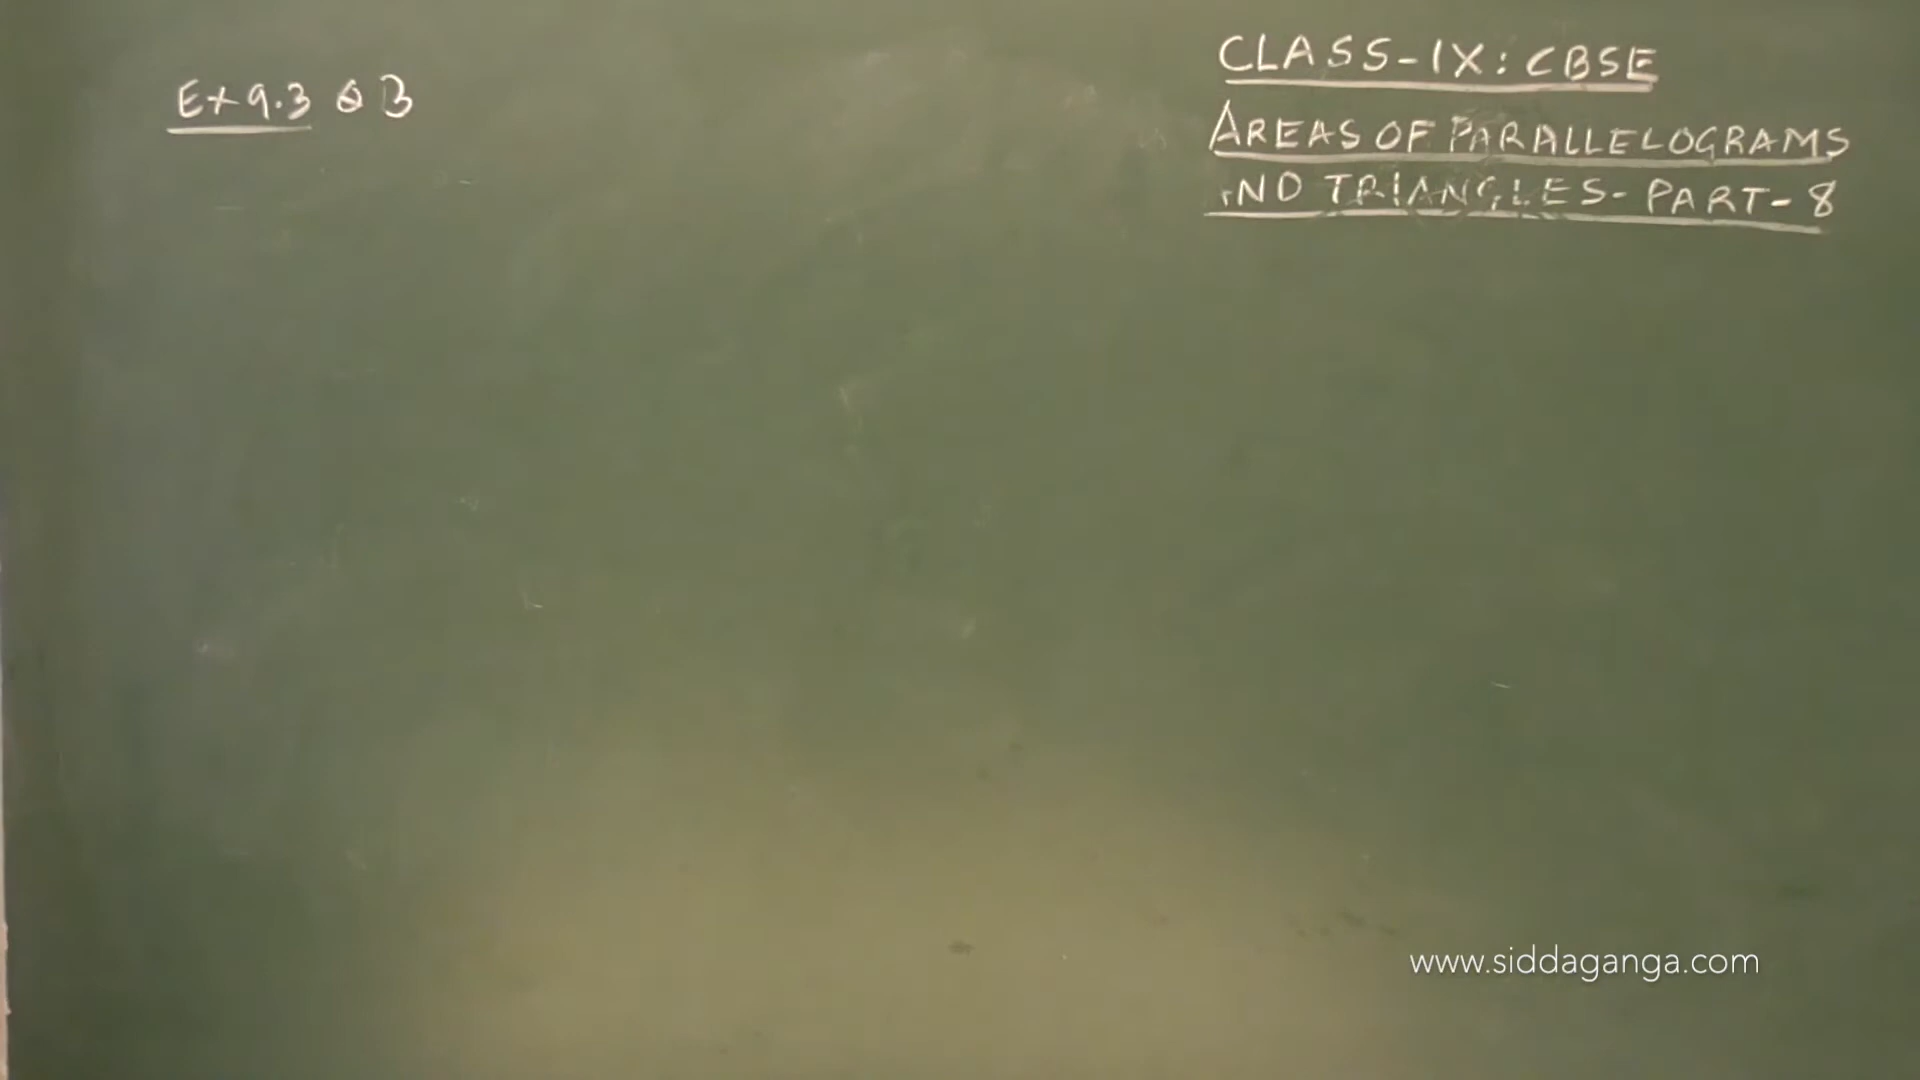 Ex 9.3 Q 3
CLASS-IX: CBSE
AREAS OF PARALLELOGRAMS
AND TRIANGLES- PART- 8
www.siddaganga.com